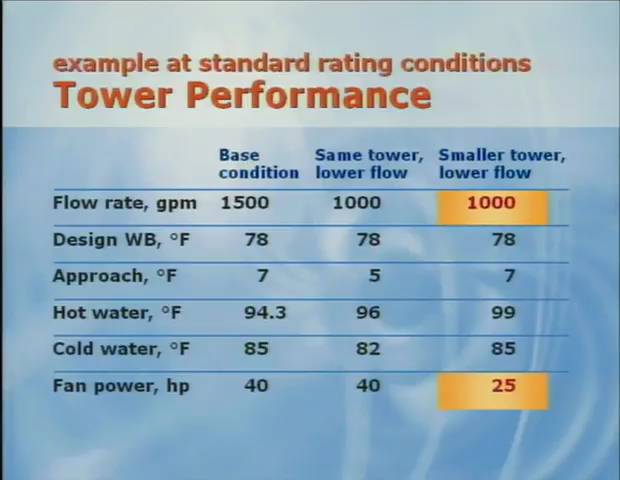 example at standard rating conditions
Tower Performance
Base condition Same tower, lower flow Smaller tower, lower flow
Flow rate, gpm 1500 1000 1000
Design WB, °F 78 78 78
Approach, °F 7 5 7
Hot water, °F 94.3 96 99
Cold water, °F 85 82 85
Fan power, hp 40 40 25